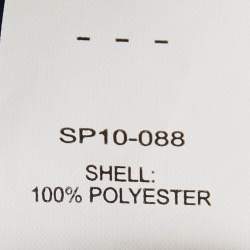 - - -
SP10-088
SHELL:
100% POLYESTER